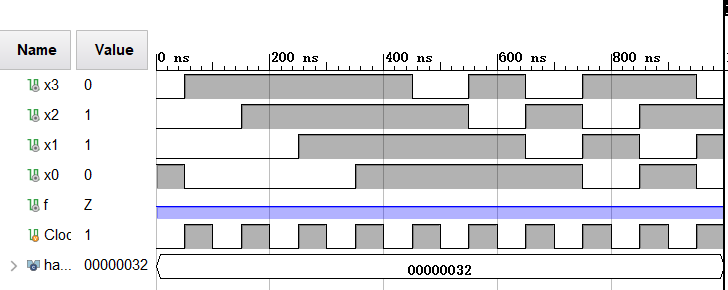 Name Value 0 ns 200 ns 400 ns 600 ns 800 ns
x3 0
x2 1
x1 1
x0 0
f Z
Cloc 1
ha... 00000032 00000032